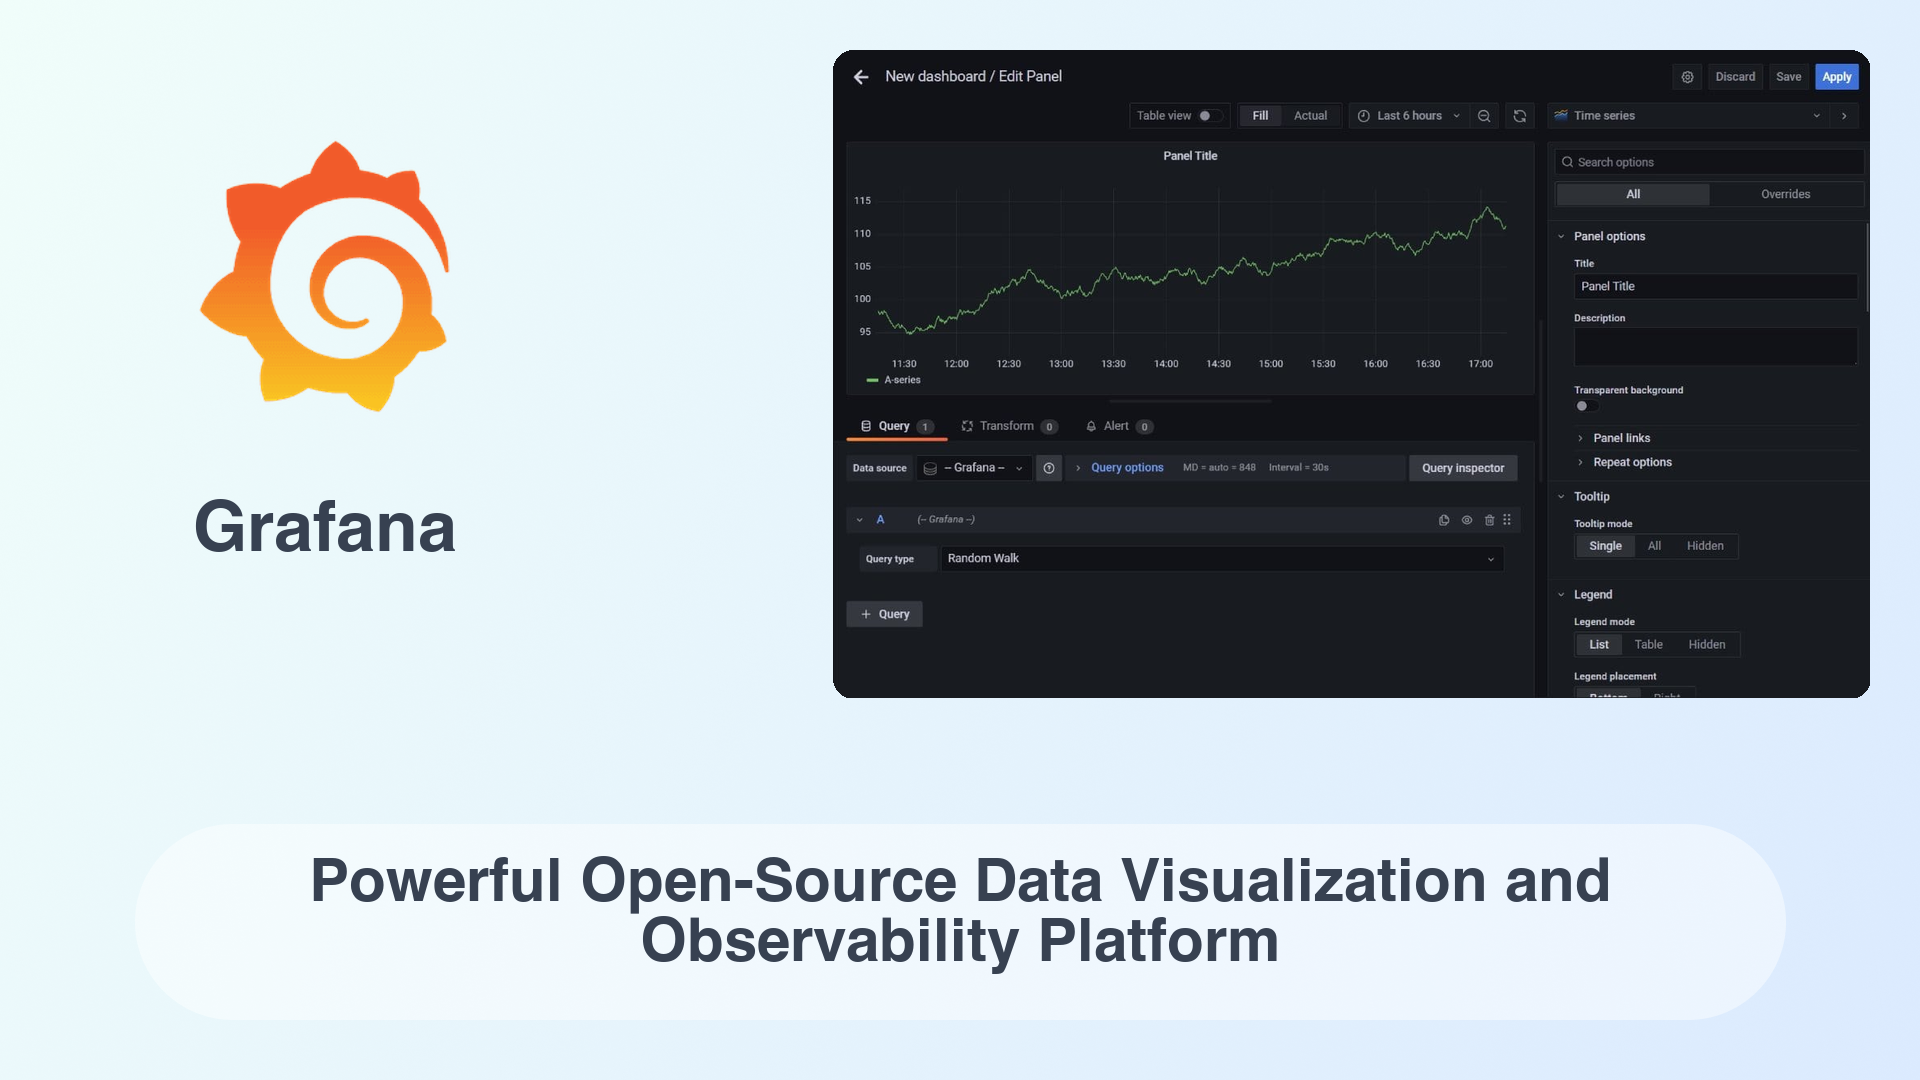 Grafana
New dashboard / Edit Panel
Discard
Save
Apply
Table view
Fill
Actual
Last 6 hours
Time series
Panel Title
115
110
105
100
95
11:30
12:00
12:30
13:00
13:30
14:00
14:30
15:00
15:30
16:00
16:30
17:00
A-series
Query 1
Transform 0
Alert 0
Data source
-- Grafana --
Query options
MD = auto = 848
Interval = 30s
Query inspector
A
(-- Grafana --)
Query type
Random Walk
+ Query
Search options
All
Overrides
Panel options
Title
Panel Title
Description
Transparent background
Panel links
Repeat options
Tooltip
Tooltip mode
Single
All
Hidden
Legend
Legend mode
List
Table
Hidden
Legend placement
Bottom
Right
Powerful Open-Source Data Visualization and
Observability Platform